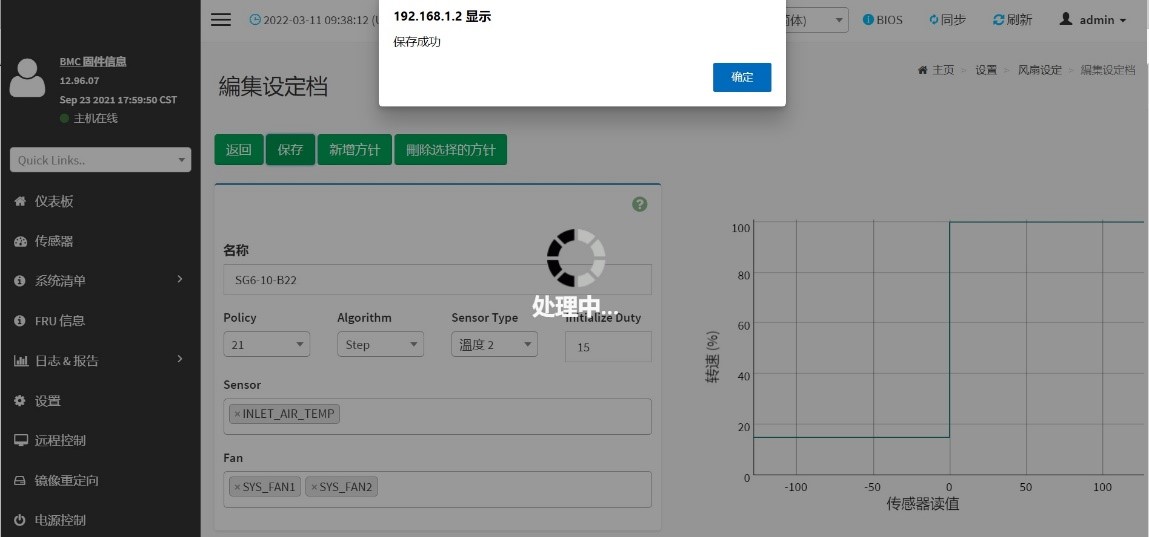 192.168.1.2 显示
保存成功
确定
2022-03-11 09:38:12 (U
体)
BIOS
同步
刷新
admin
BMC 固件信息
12.96.07
Sep 23 2021 17:59:50 CST
主机在线
Quick Links..
仪表板
传感器
系统清单
FRU 信息
日志 & 报告
设置
远程控制
镜像重定向
电源控制
編集设定档
主页 > 设置 > 风扇设定 > 编集设定档
返回
保存
新增方针
刪除选择的方针
名称
SG6-10-B22
处理中...
Policy
Algorithm
Sensor Type
Initialize Duty
21
Step
温度 2
15
Sensor
×INLET_AIR_TEMP
Fan
×SYS_FAN1
×SYS_FAN2
转速 (%)
100
80
60
40
20
0
-100
-50
0
50
100
传感器读值